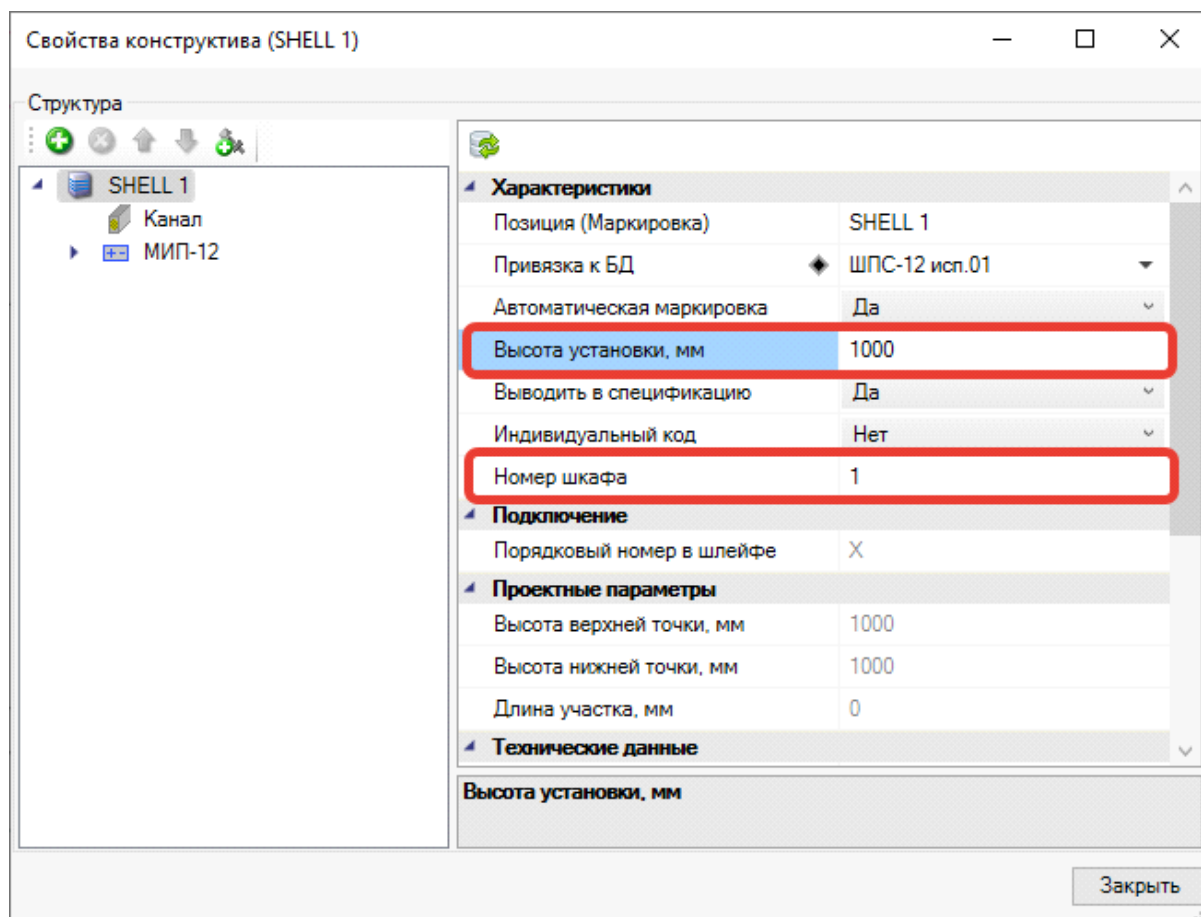 Свойства конструктива (SHELL 1)
Структура
SHELL 1
Канал
МИП-12
Характеристики
Позиция (Маркировка) SHELL 1
Привязка к БД ШПС-12 исп.01
Автоматическая маркировка Да
Высота установки, мм 1000
Выводить в спецификацию Да
Индивидуальный код Нет
Номер шкафа 1
Подключение
Порядковый номер в шлейфе X
Проектные параметры
Высота верхней точки, мм 1000
Высота нижней точки, мм 1000
Длина участка, мм 0
Технические данные
Высота установки, мм
Закрыть